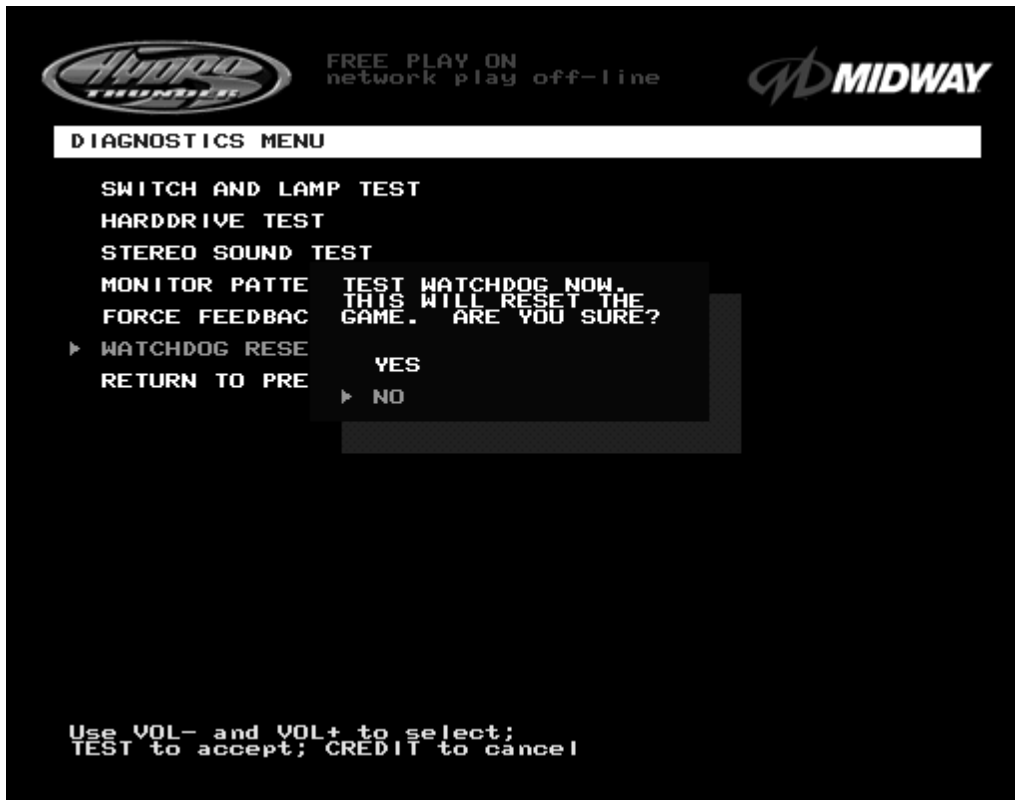 HYDRO
THUNDER
FREE PLAY ON
network play off-line
MIDWAY
DIAGNOSTICS MENU
SWITCH AND LAMP TEST
HARDDRIVE TEST
STEREO SOUND TEST
MONITOR PATTE
FORCE FEEDBAC
WATCHDOG RESE
RETURN TO PRE
TEST WATCHDOG NOW.
THIS WILL RESET THE
GAME. ARE YOU SURE?
YES
NO
Use VOL- and VOL+ to select;
TEST to accept; CREDIT to cancel